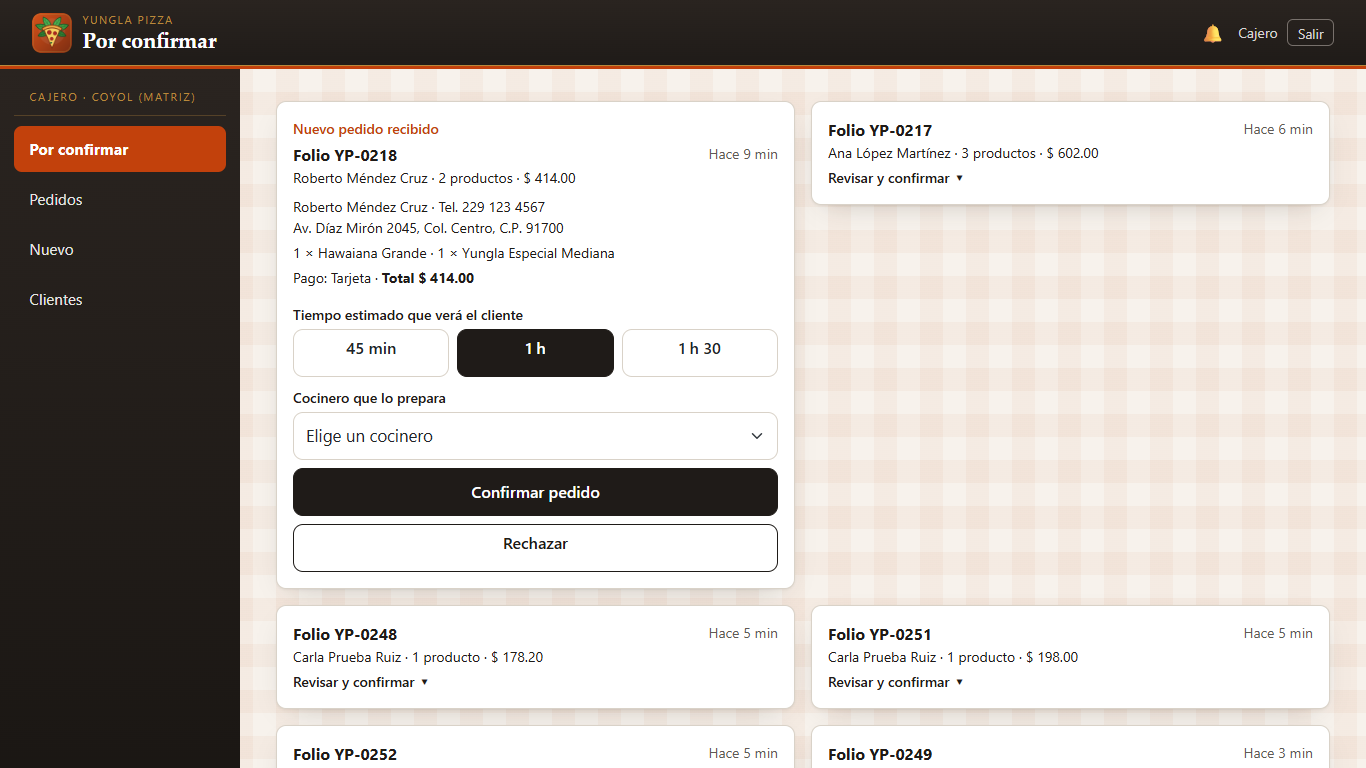 YUNGLA PIZZA
Por confirmar
Cajero
Salir
CAJERO · COYOL (MATRIZ)
Por confirmar
Pedidos
Nuevo
Clientes
Nuevo pedido recibido
Folio YP-0218
Hace 9 min
Roberto Méndez Cruz · 2 productos · $ 414.00
Roberto Méndez Cruz · Tel. 229 123 4567
Av. Díaz Mirón 2045, Col. Centro, C.P. 91700
1 × Hawaiana Grande · 1 × Yungla Especial Mediana
Pago: Tarjeta · Total $ 414.00
Tiempo estimado que verá el cliente
45 min
1 h
1 h 30
Cocinero que lo prepara
Elige un cocinero
Confirmar pedido
Rechazar
Folio YP-0217
Hace 6 min
Ana López Martínez · 3 productos · $ 602.00
Revisar y confirmar ▼
Folio YP-0248
Hace 5 min
Carla Prueba Ruiz · 1 producto · $ 178.20
Revisar y confirmar ▼
Folio YP-0251
Hace 5 min
Carla Prueba Ruiz · 1 producto · $ 198.00
Revisar y confirmar ▼
Folio YP-0252
Hace 5 min
Folio YP-0249
Hace 3 min